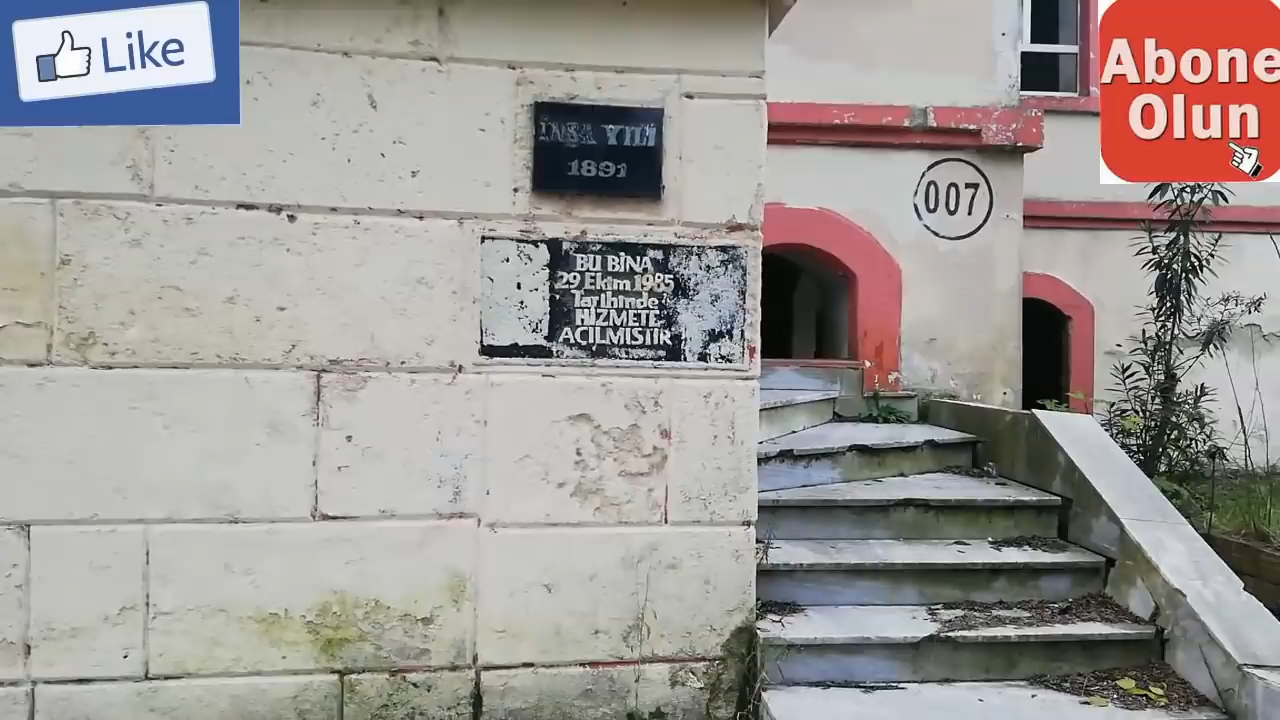 Like
Abone
Olun
İNŞA YILI
1891
007
BU BİNA
29 Ekim 1985
Tarihinde
HİZMETE
AÇILMIŞTIR